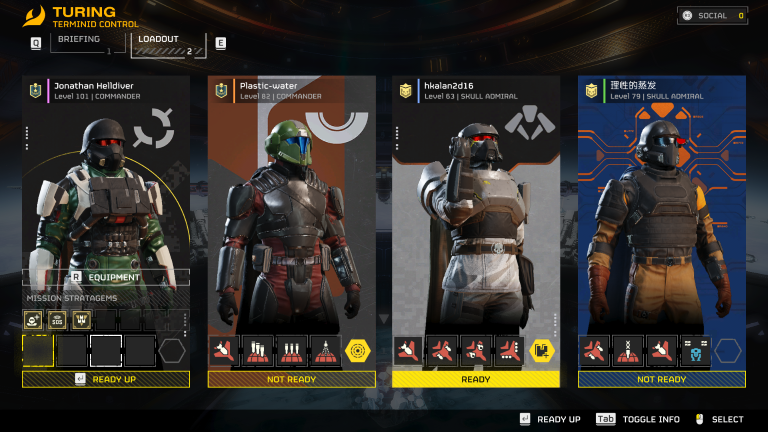 TURING
TERMINID CONTROL
SOCIAL 0
Q BRIEFING 1 LOADOUT 2 E
Jonathan Helldiver
Level 101 | COMMANDER
Plastic-water
Level 82 | COMMANDER
hkalan2d16
Level 63 | SKULL ADMIRAL
理性的蒸发
Level 79 | SKULL ADMIRAL
R EQUIPMENT
MISSION STRATAGEMS
SOS
READY UP
NOT READY
READY
NOT READY
READY UP Tab TOGGLE INFO SELECT